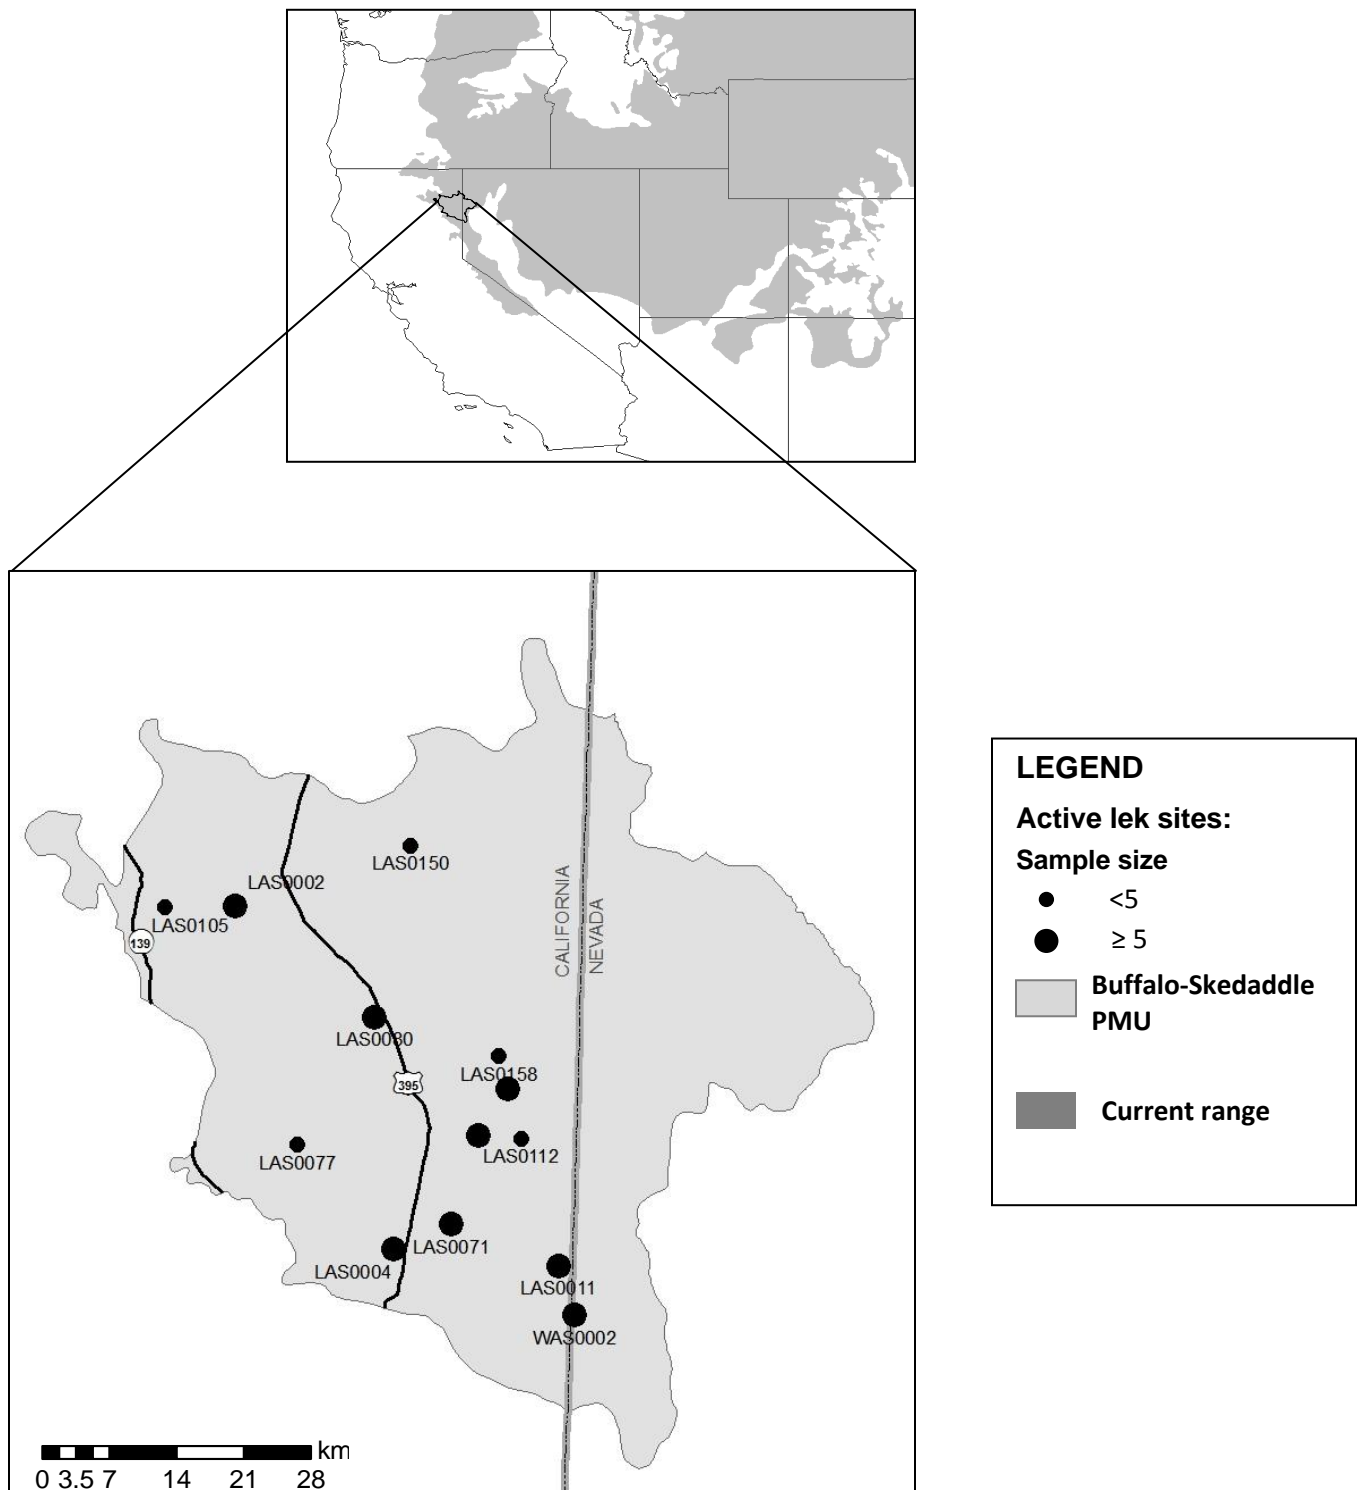 LAS0150
LAS0002
LAS0105
139
CALIFORNIA
NEVADA
LAS0080
LAS0158
395
LAS0112
LAS0077
LAS0071
LAS0004
LAS0011
WAS0002
km
0 3.5 7 14 21 28
LEGEND
Active lek sites:
Sample size
<5
≥ 5
Buffalo-Skedaddle
PMU
Current range